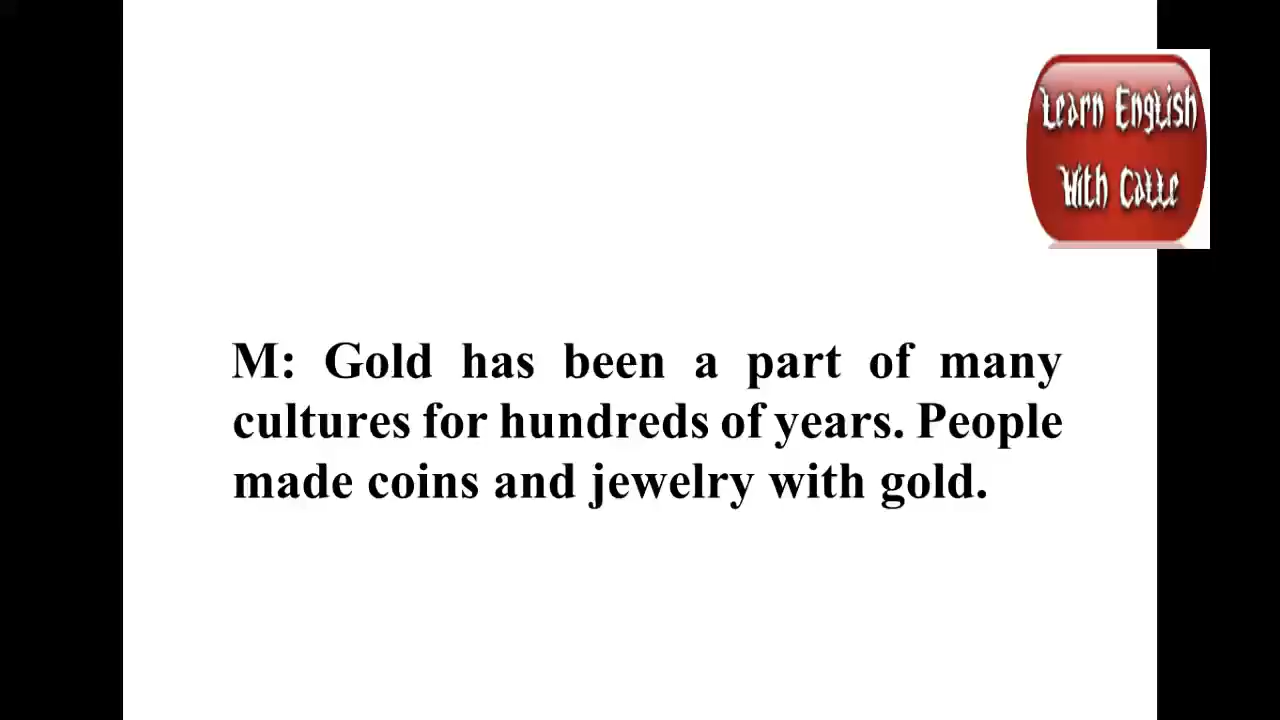 Learn English
With Catte
M: Gold has been a part of many
cultures for hundreds of years. People
made coins and jewelry with gold.